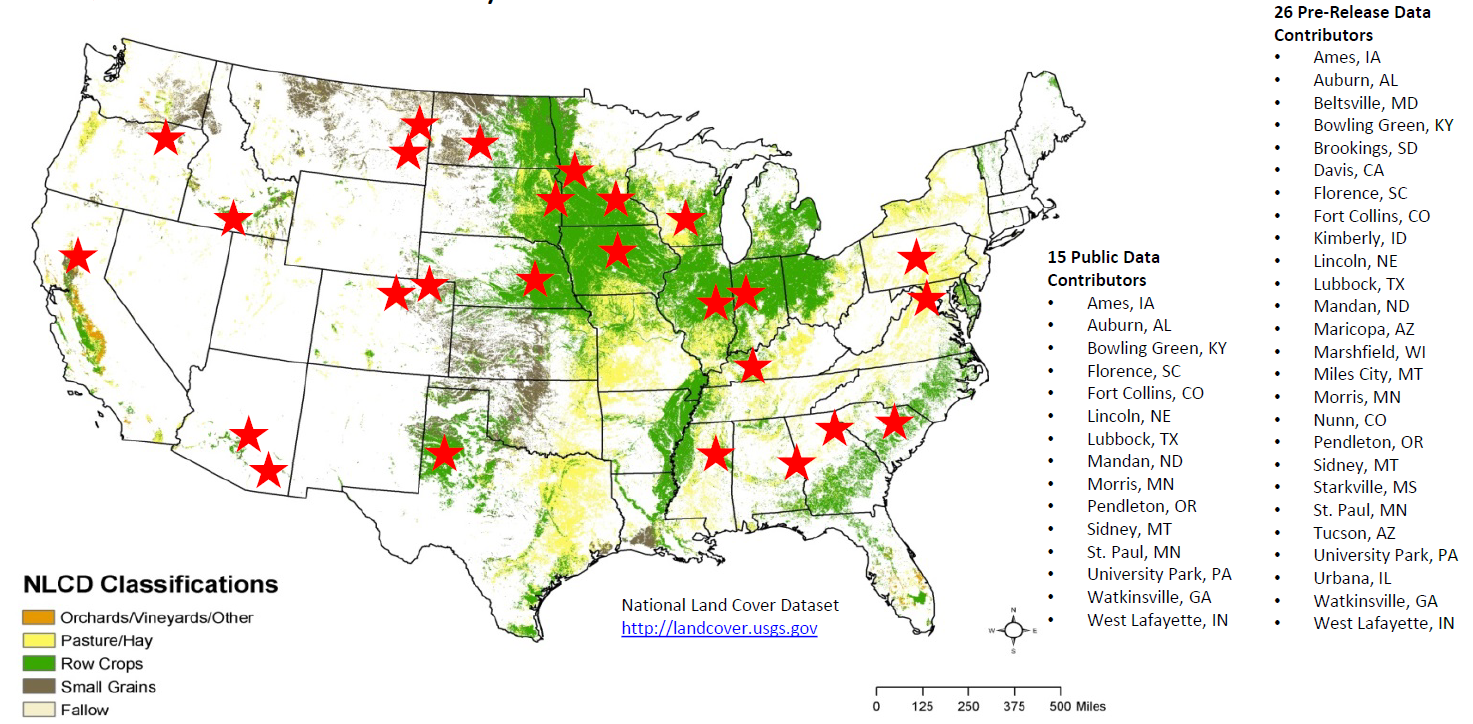 26 Pre-Release Data
Contributors
• Ames, IA
• Auburn, AL
• Beltsville, MD
• Bowling Green, KY
• Brookings, SD
• Davis, CA
• Florence, SC
• Fort Collins, CO
• Kimberly, ID
• Lincoln, NE
• Lubbock, TX
• Mandan, ND
• Maricopa, AZ
• Marshfield, WI
• Miles City, MT
• Morris, MN
• Nunn, CO
• Pendleton, OR
• Sidney, MT
• Starkville, MS
• St. Paul, MN
• Tucson, AZ
• University Park, PA
• Urbana, IL
• Watkinsville, GA
• West Lafayette, IN
15 Public Data
Contributors
• Ames, IA
• Auburn, AL
• Bowling Green, KY
• Florence, SC
• Fort Collins, CO
• Lincoln, NE
• Lubbock, TX
• Mandan, ND
• Morris, MN
• Pendleton, OR
• Sidney, MT
• St. Paul, MN
• University Park, PA
• Watkinsville, GA
• West Lafayette, IN
NLCD Classifications
Orchards/Vineyards/Other
Pasture/Hay
Row Crops
Small Grains
Fallow
National Land Cover Dataset
http://landcover.usgs.gov
N
W E
S
0 125 250 375 500 Miles